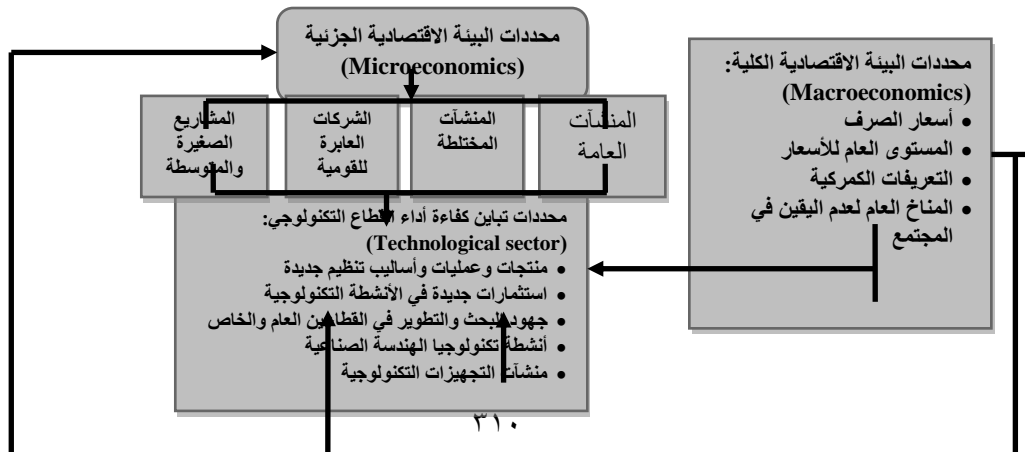 محددات البيئة الاقتصادية الجزئية
(Microeconomics)
محددات البيئة الاقتصادية الكلية:
(Macroeconomics)
• أسعار الصرف
• المستوى العام للأسعار
• التعريفات الكمركية
• المناخ العام لعدم اليقين في
المجتمع
المنشآت
العامة
المنشآت
المختلطة
الشركات
العابرة
للقومية
المشاريع
الصغيرة
والمتوسطة
محددات تباين كفاءة أداء القطاع التكنولوجي:
(Technological sector)
• منتجات وعمليات وأساليب تنظيم جديدة
• استثمارات جديدة في الأنشطة التكنولوجية
• جهود البحث والتطوير في القطاعين العام والخاص
• أنشطة تكنولوجيا الهندسة الصناعية
• منشآت التجهيزات التكنولوجية
٣١٠